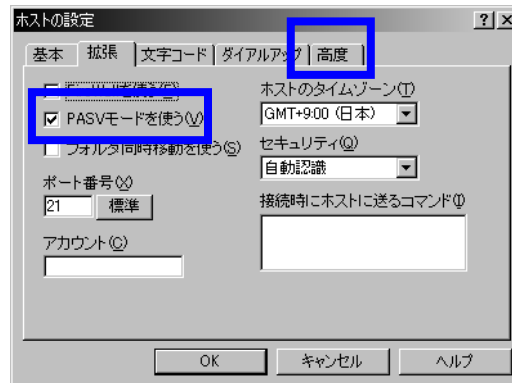 ホストの設定
基本 拡張 文字コード ダイアルアップ 高度
ホストのタイムゾーン(T)
PASVモードを使う(V)
GMT+9:00 (日本)
フォルダ同時移動を使う(S)
セキュリティ(Q)
自動認識
ポート番号(X)
21 標準
接続時にホストに送るコマンド(I)
アカウント(C)
OK キャンセル ヘルプ